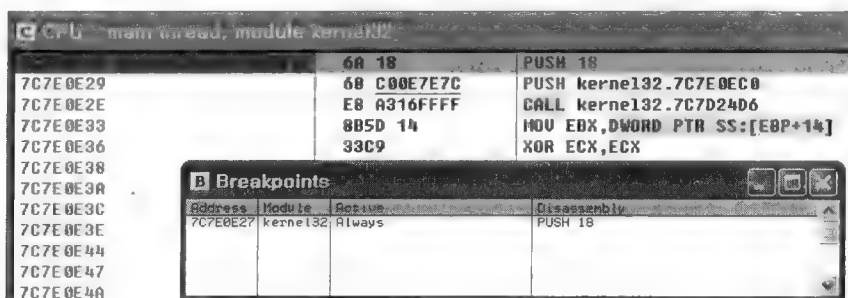 C CPU - main thread, module kernel32
6A 18 PUSH 18
7C7E0E29 68 C00E7E7C PUSH kernel32.7C7E0EC0
7C7E0E2E E8 A316FFFF CALL kernel32.7C7D24D6
7C7E0E33 8B5D 14 MOV EBX,DWORD PTR SS:[EBP+14]
7C7E0E36 33C9 XOR ECX,ECX
7C7E0E38
7C7E0E3A
7C7E0E3C
7C7E0E3E
7C7E0E44
7C7E0E47
7C7E0E4A
B Breakpoints
Address Module Active Disassembly
7C7E0E27 kernel32 Always PUSH 18